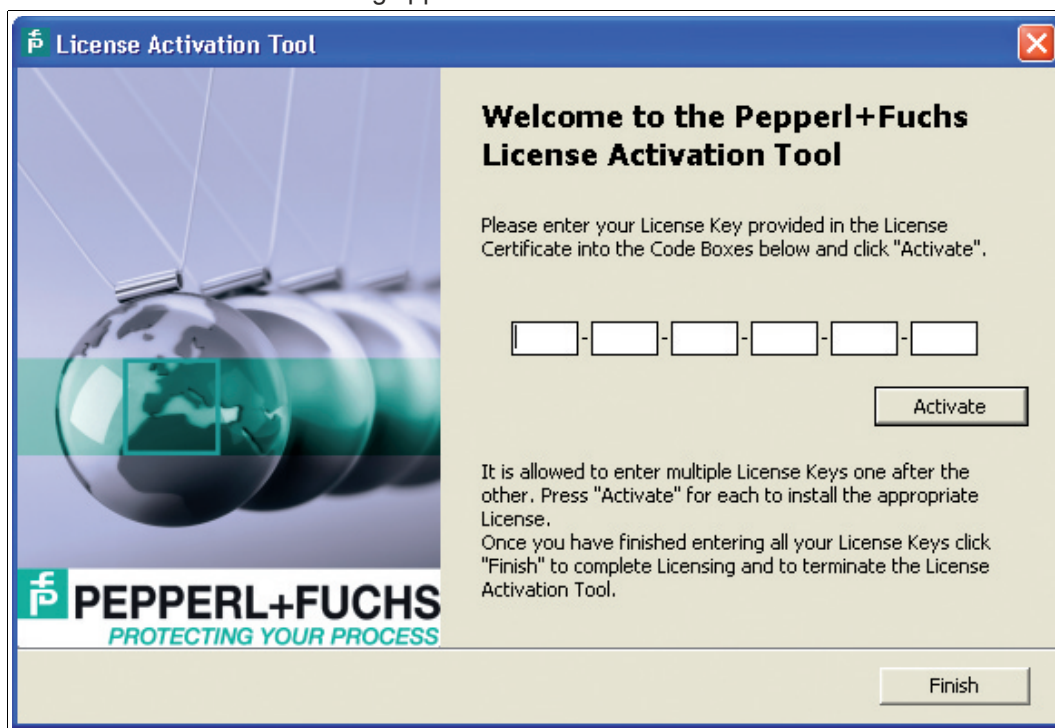 License Activation Tool
Welcome to the Pepperl+Fuchs
License Activation Tool
Please enter your License Key provided in the License
Certificate into the Code Boxes below and click "Activate".
- - - - -
Activate
It is allowed to enter multiple License Keys one after the
other. Press "Activate" for each to install the appropriate
License.
Once you have finished entering all your License Keys click
"Finish" to complete Licensing and to terminate the License
Activation Tool.
PEPPERL+FUCHS
PROTECTING YOUR PROCESS
Finish